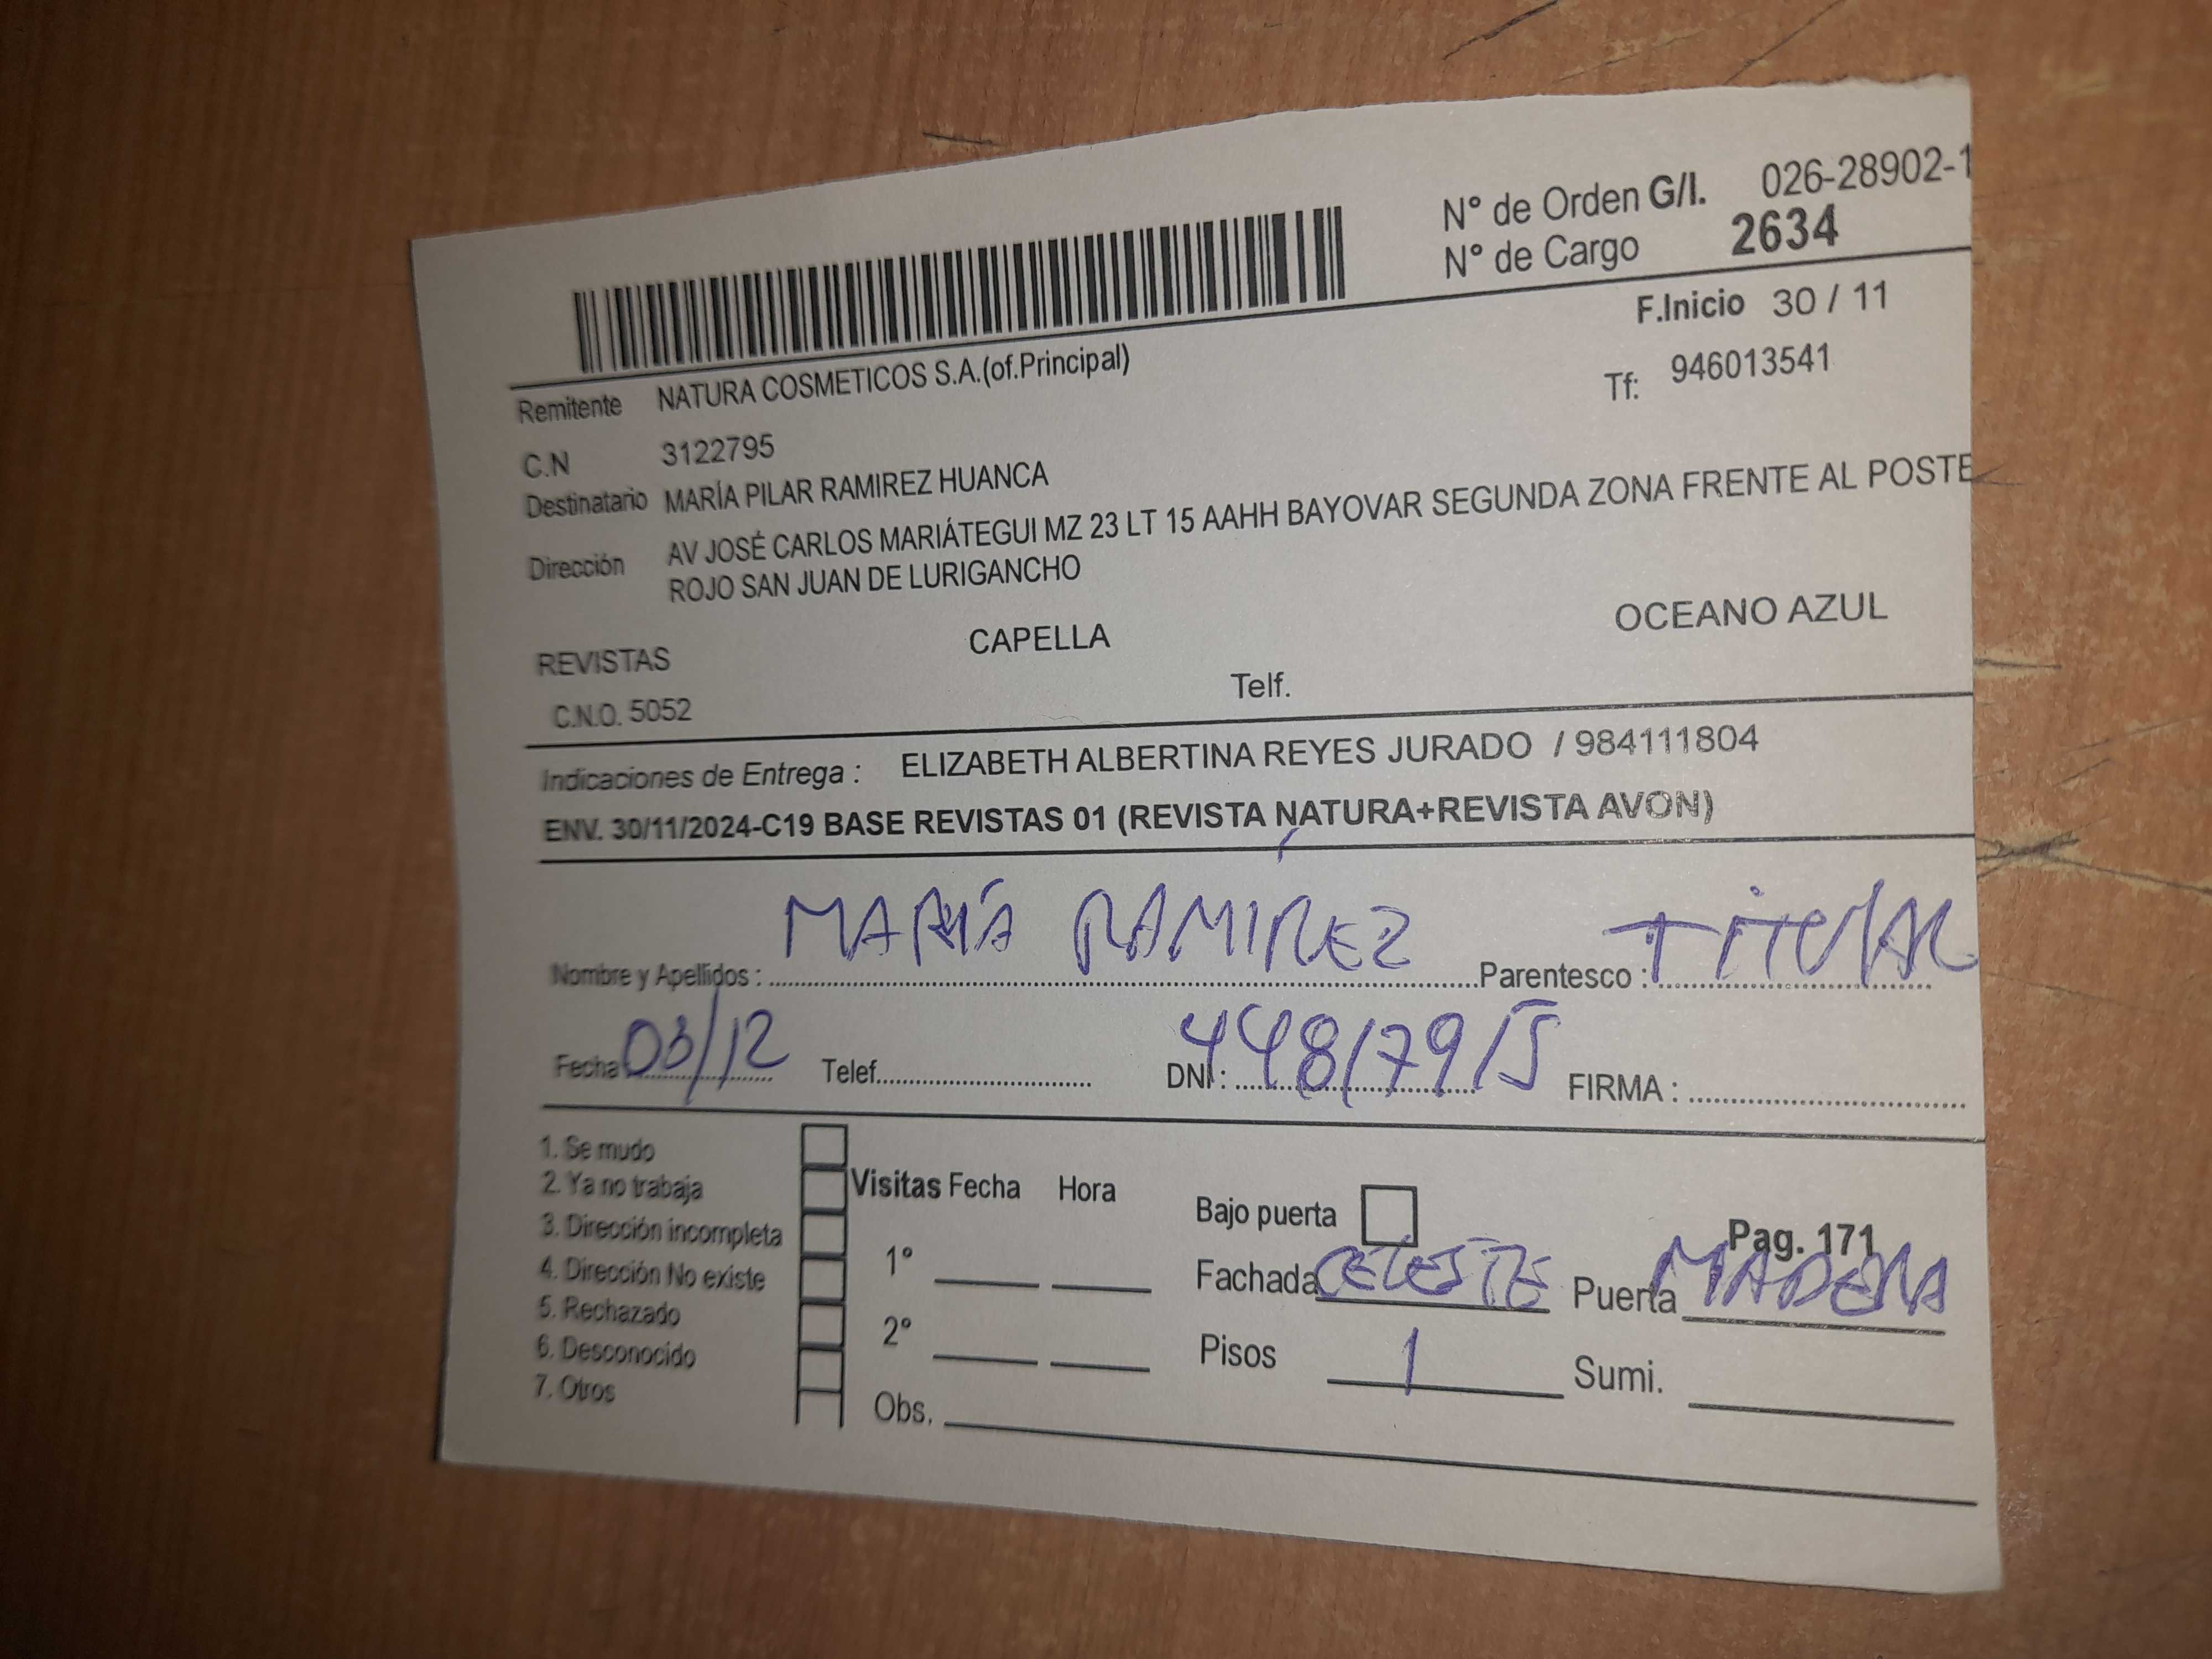 N° de Orden G/I. 026-28902-1
N° de Cargo 2634
F.Inicio 30 / 11
Remitente NATURA COSMETICOS S.A.(of.Principal)
Tf: 946013541
C.N 3122795
Destinatario MARÍA PILAR RAMIREZ HUANCA
Dirección AV JOSÉ CARLOS MARIÁTEGUI MZ 23 LT 15 AAHH BAYOVAR SEGUNDA ZONA FRENTE AL POSTE
ROJO SAN JUAN DE LURIGANCHO
REVISTAS CAPELLA OCEANO AZUL
C.N.O. 5052 Telf.
Indicaciones de Entrega : ELIZABETH ALBERTINA REYES JURADO / 984111804
ENV. 30/11/2024-C19 BASE REVISTAS 01 (REVISTA NATURA+REVISTA AVON)
Nombre y Apellidos : MARÍA RAMÍREZ Parentesco : TITULAR
Fecha 03/12 Telef. DNI : 44817915 FIRMA :
1. Se mudo
2. Ya no trabaja
3. Dirección incompleta
4. Dirección No existe
5. Rechazado
6. Desconocido
7. Otros
Visitas Fecha Hora
1°
2°
Obs.
Bajo puerta Pag. 171
Fachada CELESTE Puerta MADERA
Pisos 1 Sumi.